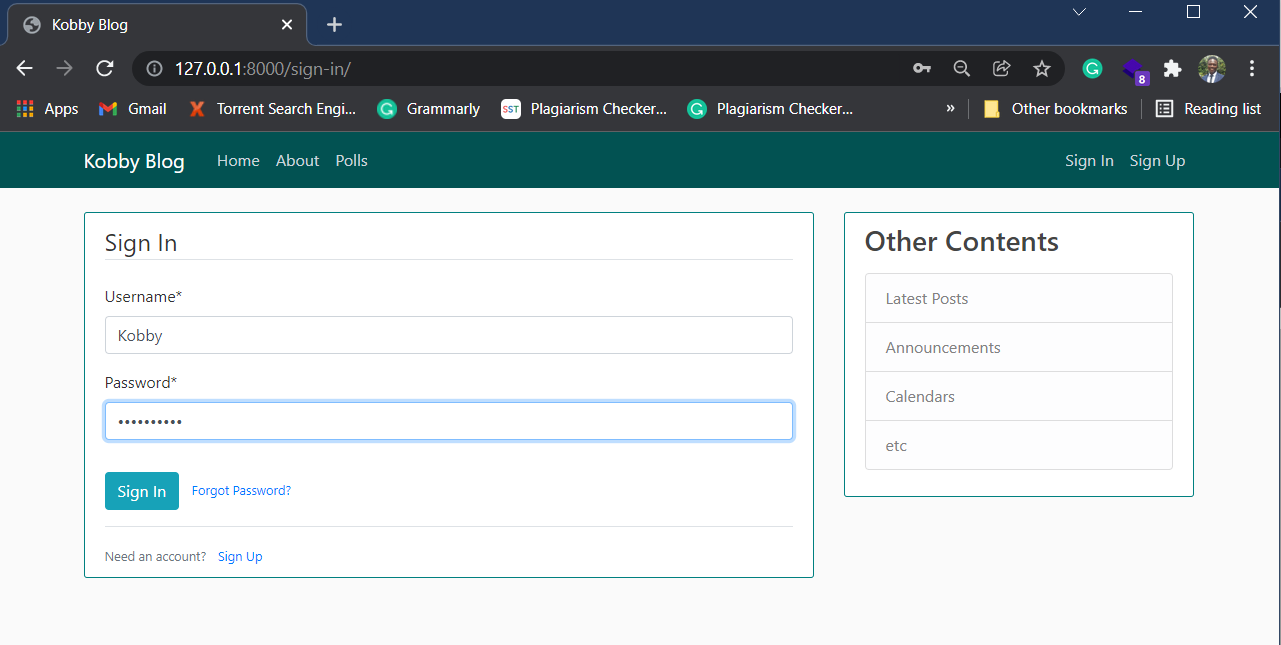 Kobby Blog
127.0.0.1:8000/sign-in/
8
Apps Gmail Torrent Search Engi... Grammarly SST Plagiarism Checker... Plagiarism Checker... » Other bookmarks Reading list
Kobby Blog Home About Polls Sign In Sign Up
Sign In
Username*
Kobby
Password*
••••••••••
Sign In Forgot Password?
Need an account? Sign Up
Other Contents
Latest Posts
Announcements
Calendars
etc